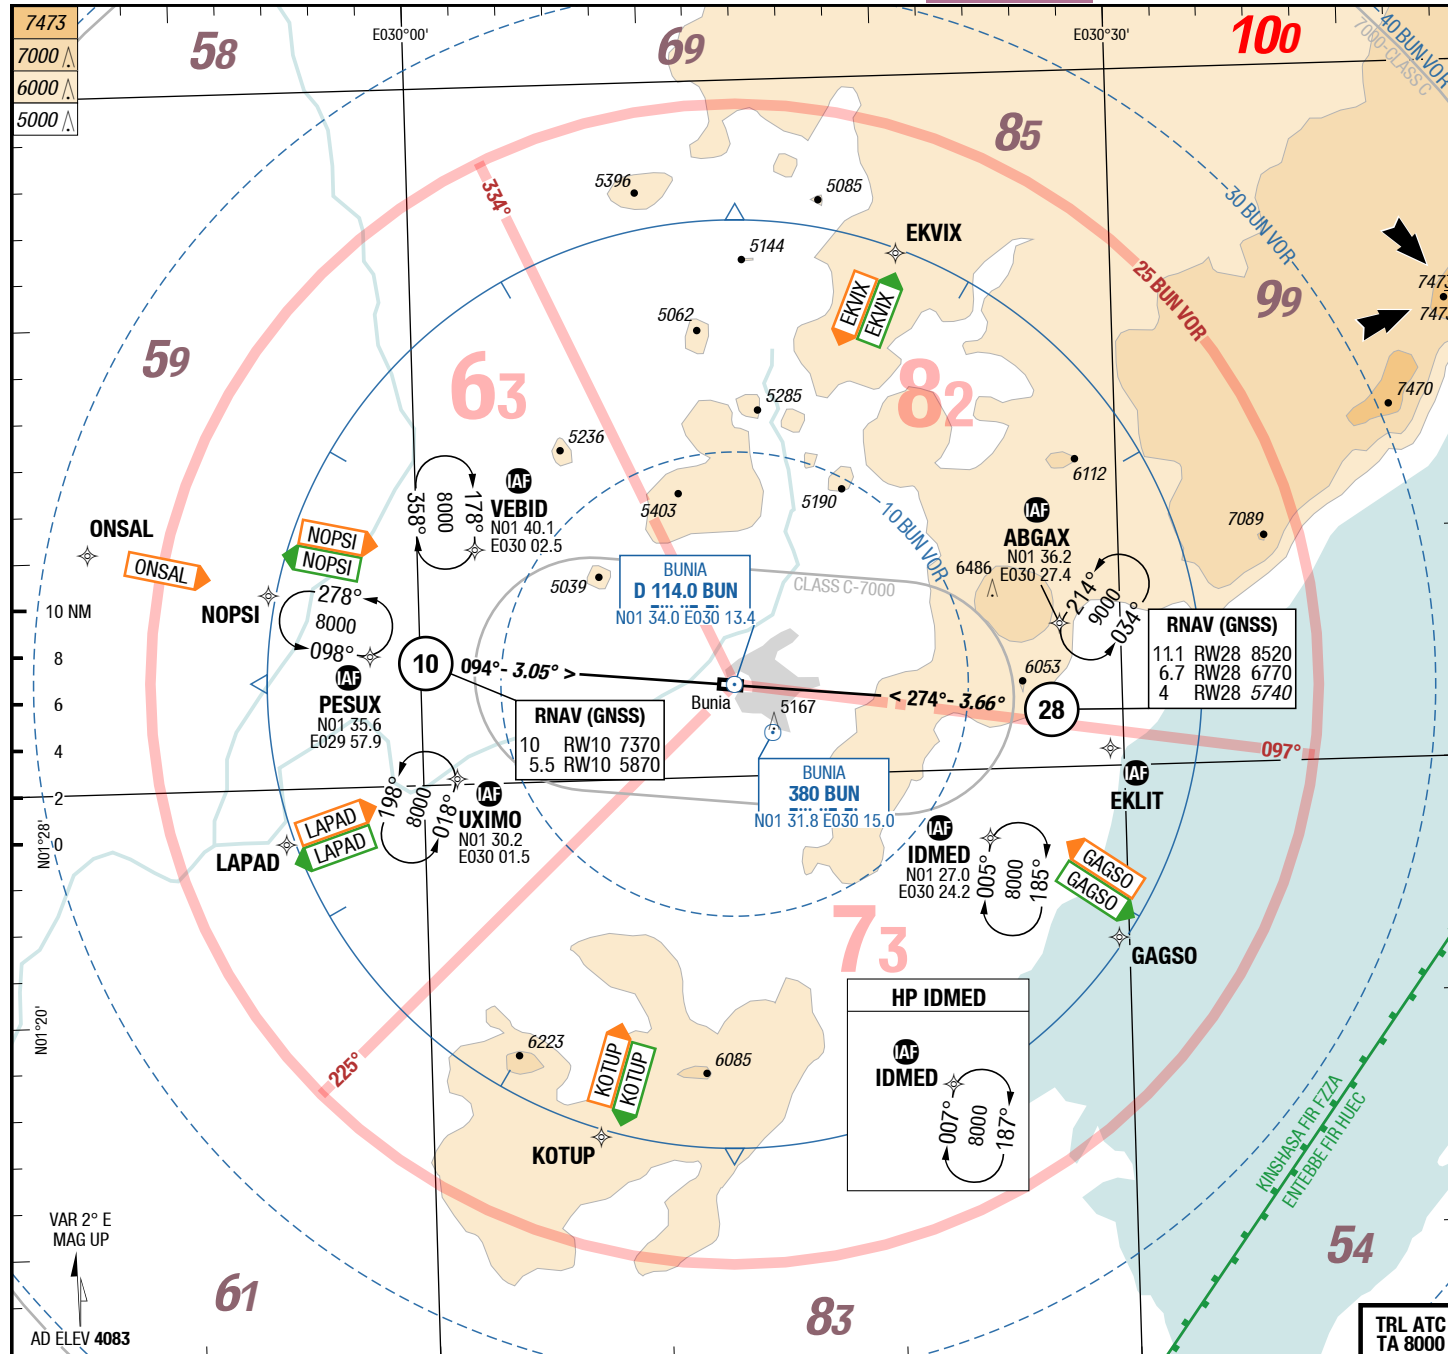 7473
7000
6000
5000
58
E030°00'
69
E030°30'
100
40 BUN VOR
7000-CLASS C
85
5396
5085
334°
30 BUN VOR
EKVIX
5144
25 BUN VOR
99
7473
EKVIX
EKVIX
5062
59
63
82
7470
5285
5236
6112
IAF
VEBID
N01 40.1
E030 02.5
358°
8000
178°
5403
5190
10 BUN VOR
IAF
ABGAX
N01 36.2
E030 27.4
7089
ONSAL
ONSAL
NOPSI
NOPSI
NOPSI
278°
8000
098°
5039
BUNIA
D 114.0 BUN
N01 34.0 E030 13.4
CLASS C-7000
6486
214°
9000
034°
10 NM
8
6
4
2
0
IAF
PESUX
N01 35.6
E029 57.9
10
094°- 3.05° >
Bunia
5167
< 274°- 3.66°
6053
28
RNAV (GNSS)
11.1 RW28 8520
6.7 RW28 6770
4 RW28 5740
RNAV (GNSS)
10 RW10 7370
5.5 RW10 5870
097°
IAF
EKLIT
BUNIA
380 BUN
N01 31.8 E030 15.0
198°
8000
018°
IAF
UXIMO
N01 30.2
E030 01.5
LAPAD
LAPAD
LAPAD
N01°28'
IAF
IDMED
N01 27.0
E030 24.2
005°
8000
185°
GAGSO
GAGSO
GAGSO
73
HP IDMED
IAF
IDMED
007°
8000
187°
N01°20'
225°
6223
6085
KOTUP
KOTUP
KOTUP
KINSHASA FIR FZZA
ENTEBBE FIR HUEC
VAR 2° E
MAG UP
AD ELEV 4083
61
83
54
TRL ATC
TA 8000